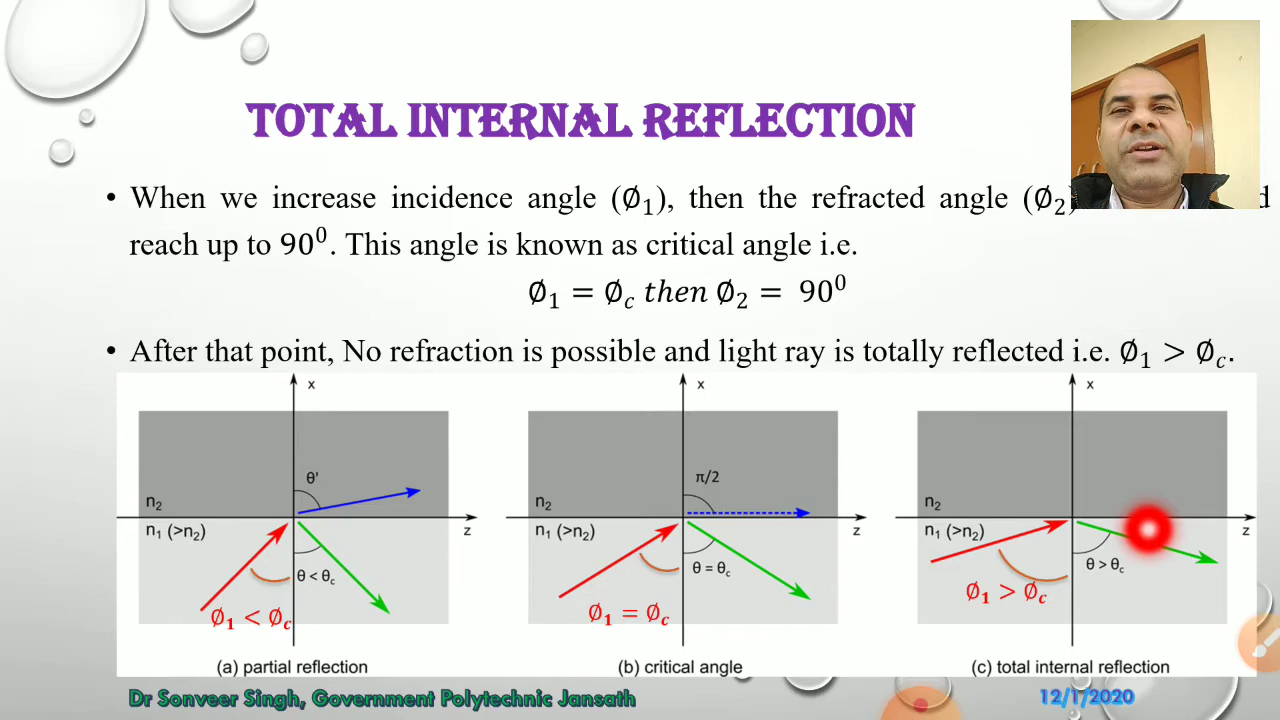 TOTAL INTERNAL REFLECTION
• When we increase incidence angle (∅₁), then the refracted angle (∅₂)
reach up to 90⁰. This angle is known as critical angle i.e.
∅₁ = ∅c then ∅₂ = 90⁰
• After that point, No refraction is possible and light ray is totally reflected i.e. ∅₁ > ∅c.
x
θ'
n₂
n₁ (>n₂)
z
θ < θc
∅₁ < ∅c
(a) partial reflection
x
π/2
n₂
n₁ (>n₂)
z
θ = θc
∅₁ = ∅c
(b) critical angle
x
n₂
n₁ (>n₂)
z
θ > θc
∅₁ > ∅c
(c) total internal reflection
Dr Sonveer Singh, Government Polytechnic Jansath
12/1/2020